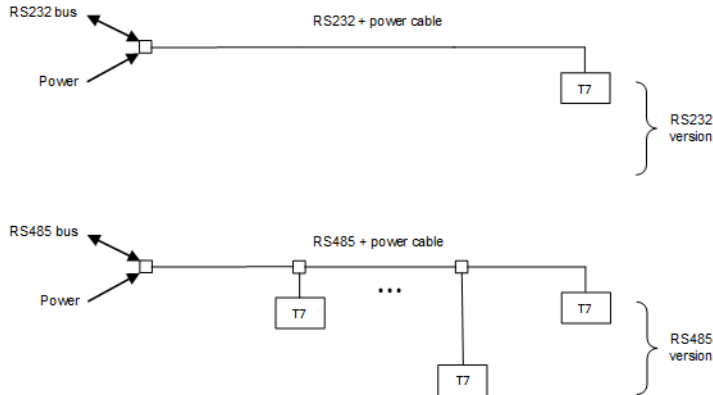 RS232 bus
RS232 + power cable
Power
T7
RS232
version
RS485 bus
RS485 + power cable
Power
...
T7
T7
T7
RS485
version